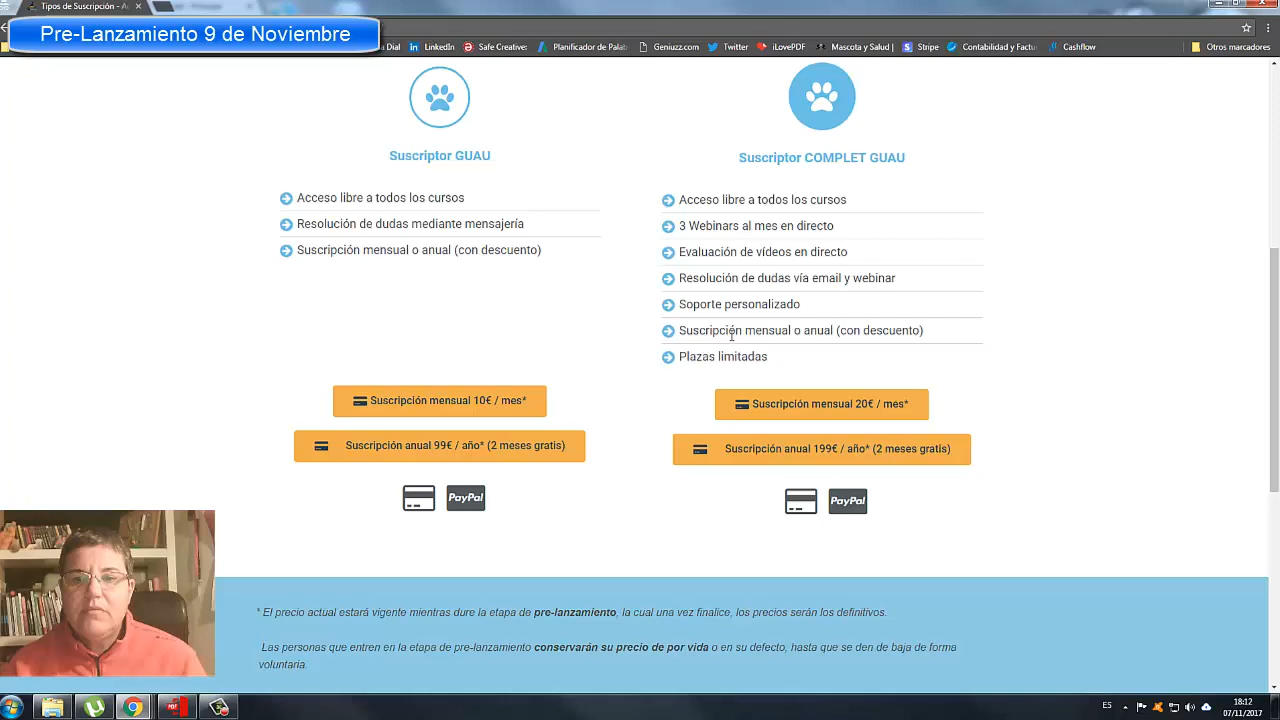 Tipos de Suscripción - A
Pre-Lanzamiento 9 de Noviembre
Dial
LinkedIn
Safe Creative:
Planificador de Palab
Geniuzz.com
Twitter
iLovePDF
Mascota y Salud |
Stripe
Contabilidad y Factu
Cashflow
Otros marcadores
Suscriptor GUAU
Acceso libre a todos los cursos
Resolución de dudas mediante mensajería
Suscripción mensual o anual (con descuento)
Suscripción mensual 10€ / mes*
Suscripción anual 99€ / año* (2 meses gratis)
PayPal
Suscriptor COMPLET GUAU
Acceso libre a todos los cursos
3 Webinars al mes en directo
Evaluación de vídeos en directo
Resolución de dudas vía email y webinar
Soporte personalizado
Suscripción mensual o anual (con descuento)
Plazas limitadas
Suscripción mensual 20€ / mes*
Suscripción anual 199€ / año* (2 meses gratis)
PayPal
* El precio actual estará vigente mientras dure la etapa de pre-lanzamiento, la cual una vez finalice, los precios serán los definitivos.
Las personas que entren en la etapa de pre-lanzamiento conservarán su precio de por vida o en su defecto, hasta que se den de baja de forma
voluntaria.
ES
18:12
07/11/2017